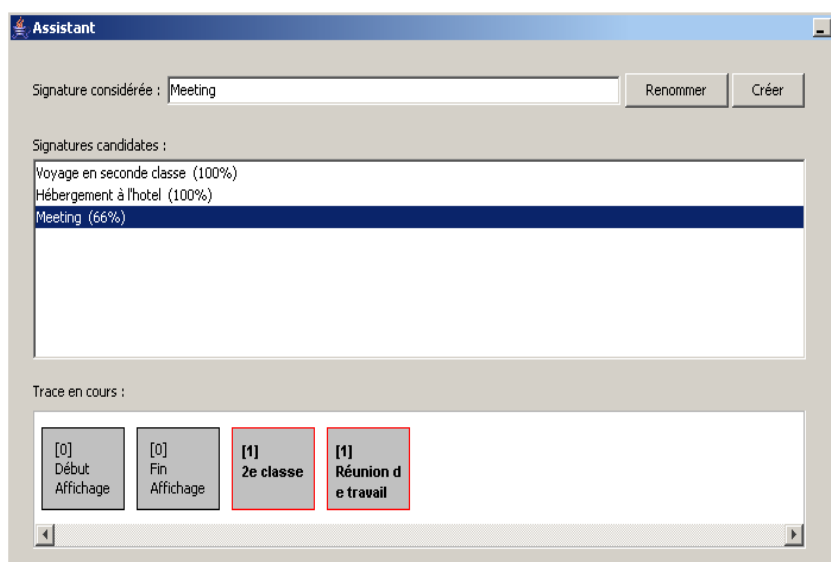 Assistant
Signature considérée : Meeting Renommer Créer
Signatures candidates :
Voyage en seconde classe (100%)
Hébergement à l'hotel (100%)
Meeting (66%)
Trace en cours :
[0]
Début
Affichage
[0]
Fin
Affichage
[1]
2e classe
[1]
Réunion d
e travail